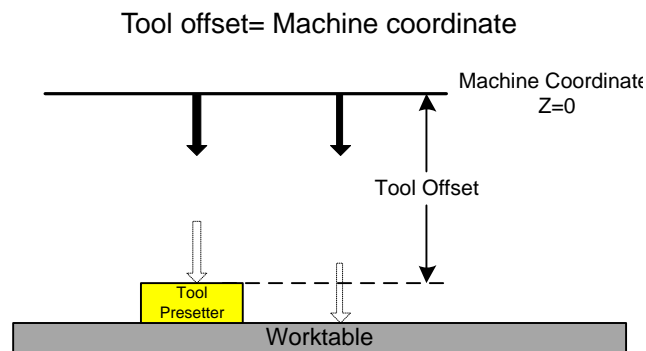 Tool offset= Machine coordinate
Machine Coordinate
Z=0
Tool Offset
Tool
Presetter
Worktable